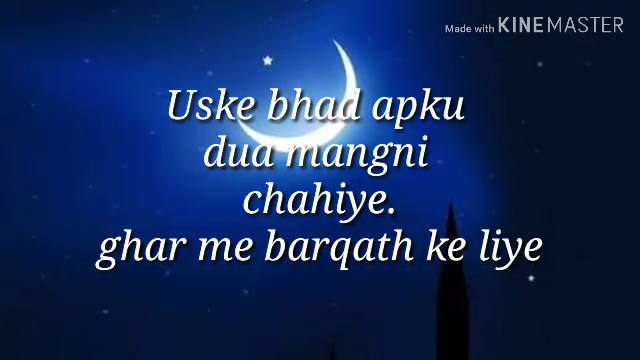 Made with KINEMASTER
Uske bhad apku
dua mangni
chahiye.
ghar me barqath ke liye